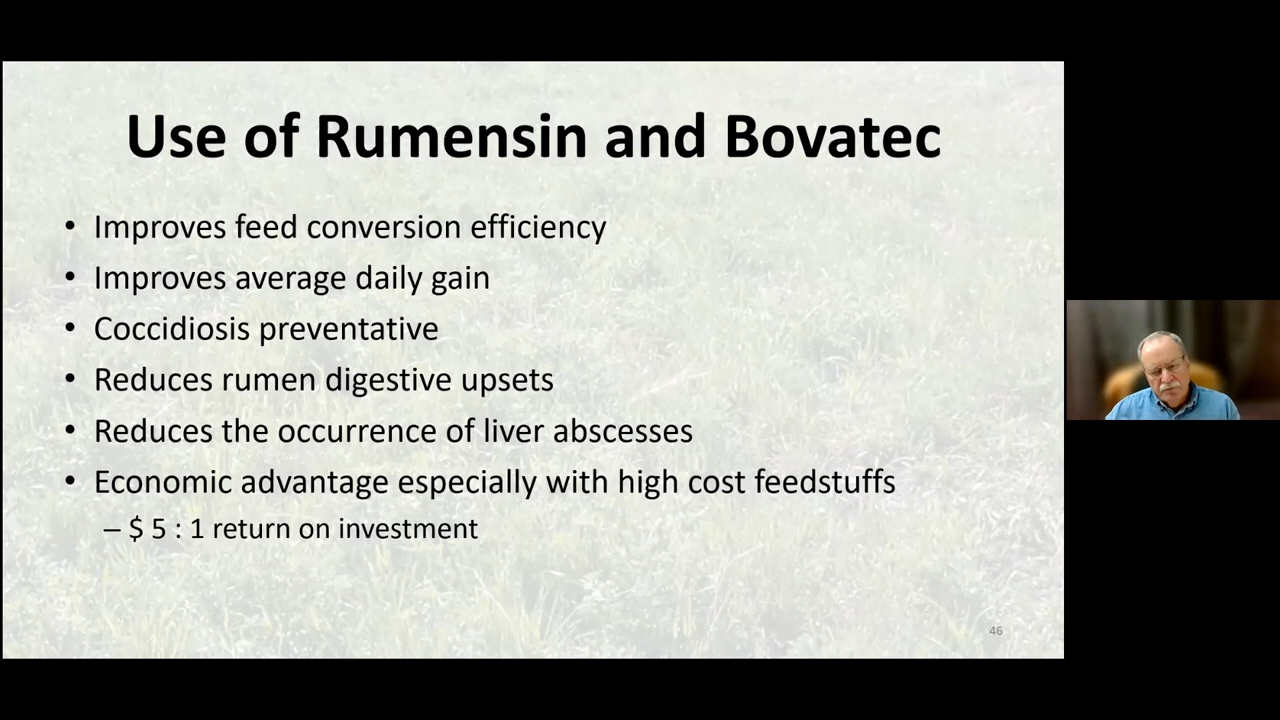 Use of Rumensin and Bovatec
• Improves feed conversion efficiency
• Improves average daily gain
• Coccidiosis preventative
• Reduces rumen digestive upsets
• Reduces the occurrence of liver abscesses
• Economic advantage especially with high cost feedstuffs
– $ 5 : 1 return on investment
46